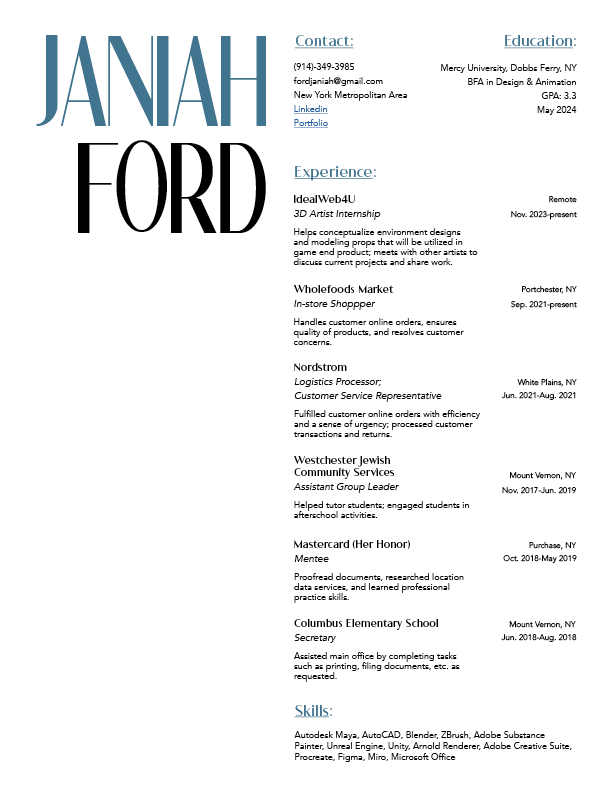 JANIAH
FORD
Contact:
(914)-349-3985
fordjaniah@gmail.com
New York Metropolitan Area
Linkedin
Portfolio
Education:
Mercy University, Dobbs Ferry, NY
BFA in Design & Animation
GPA: 3.3
May 2024
Experience:
IdealWeb4U
Remote
3D Artist Internship
Nov. 2023-present
Helps conceptualize environment designs
and modeling props that will be utilized in
game end product; meets with other artists to
discuss current projects and share work.
Wholefoods Market
Portchester, NY
In-store Shoppper
Sep. 2021-present
Handles customer online orders, ensures
quality of products, and resolves customer
concerns.
Nordstrom
Logistics Processor;
White Plains, NY
Customer Service Representative
Jun. 2021-Aug. 2021
Fulfilled customer online orders with efficiency
and a sense of urgency; processed customer
transactions and returns.
Westchester Jewish
Community Services
Mount Vernon, NY
Assistant Group Leader
Nov. 2017-Jun. 2019
Helped tutor students; engaged students in
afterschool activities.
Mastercard (Her Honor)
Purchase, NY
Mentee
Oct. 2018-May 2019
Proofread documents, researched location
data services, and learned professional
practice skills.
Columbus Elementary School
Mount Vernon, NY
Secretary
Jun. 2018-Aug. 2018
Assisted main office by completing tasks
such as printing, filing documents, etc. as
requested.
Skills:
Autodesk Maya, AutoCAD, Blender, ZBrush, Adobe Substance
Painter, Unreal Engine, Unity, Arnold Renderer, Adobe Creative Suite,
Procreate, Figma, Miro, Microsoft Office